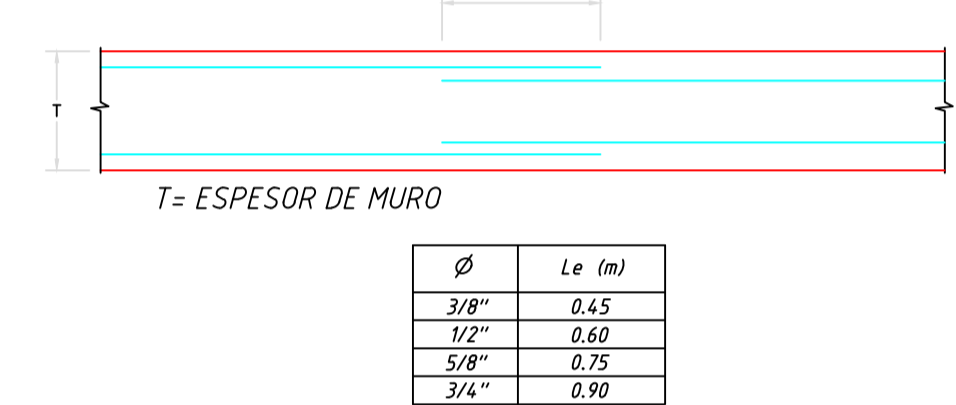 T
T= ESPESOR DE MURO
Ø Le (m)
3/8" 0.45
1/2" 0.60
5/8" 0.75
3/4" 0.90